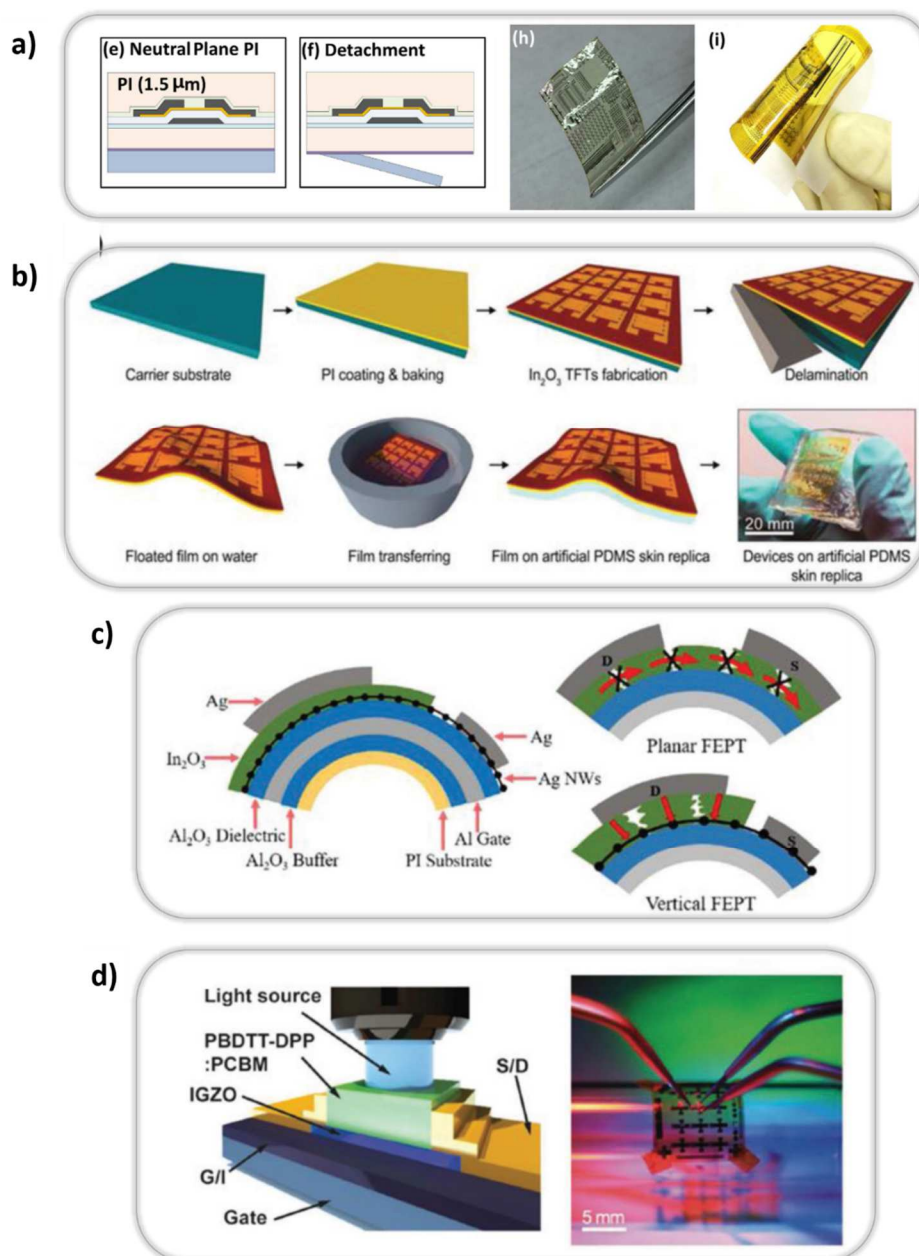 a)
(e) Neutral Plane PI
PI (1.5 μm)
(f) Detachment
(h)
(i)
b)
Carrier substrate
PI coating & baking
In₂O₃ TFTs fabrication
Delamination
Floated film on water
Film transferring
Film on artificial PDMS skin replica
20 mm
Devices on artificial PDMS
skin replica
c)
Ag
In₂O₃
Al₂O₃ Dielectric
Al₂O₃ Buffer
PI Substrate
Al Gate
Ag NWs
Ag
D
S
Planar FEPT
D
S
Vertical FEPT
d)
Light source
PBDTT-DPP
:PCBM
IGZO
G/I
Gate
S/D
5 mm